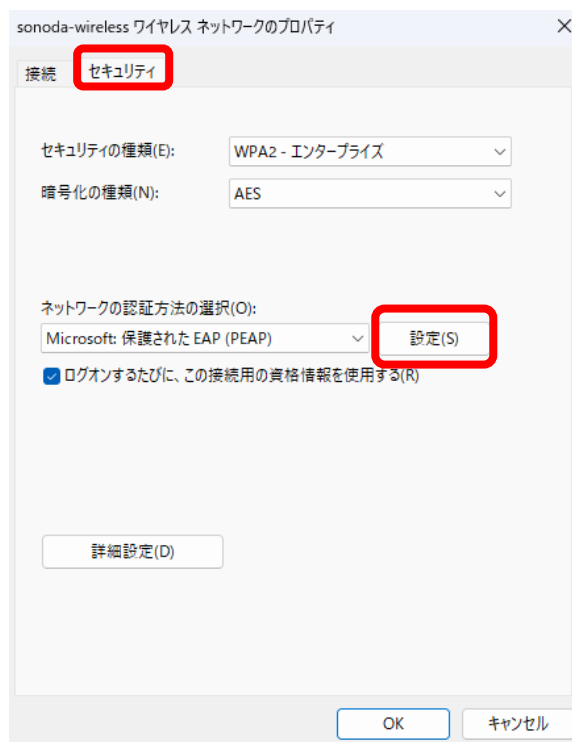 sonoda-wireless ワイヤレス ネットワークのプロパティ
接続 セキュリティ
セキュリティの種類(E): WPA2 - エンタープライズ
暗号化の種類(N): AES
ネットワークの認証方法の選択(O):
Microsoft: 保護された EAP (PEAP) 設定(S)
ログオンするたびに、この接続用の資格情報を使用する(R)
詳細設定(D)
OK キャンセル